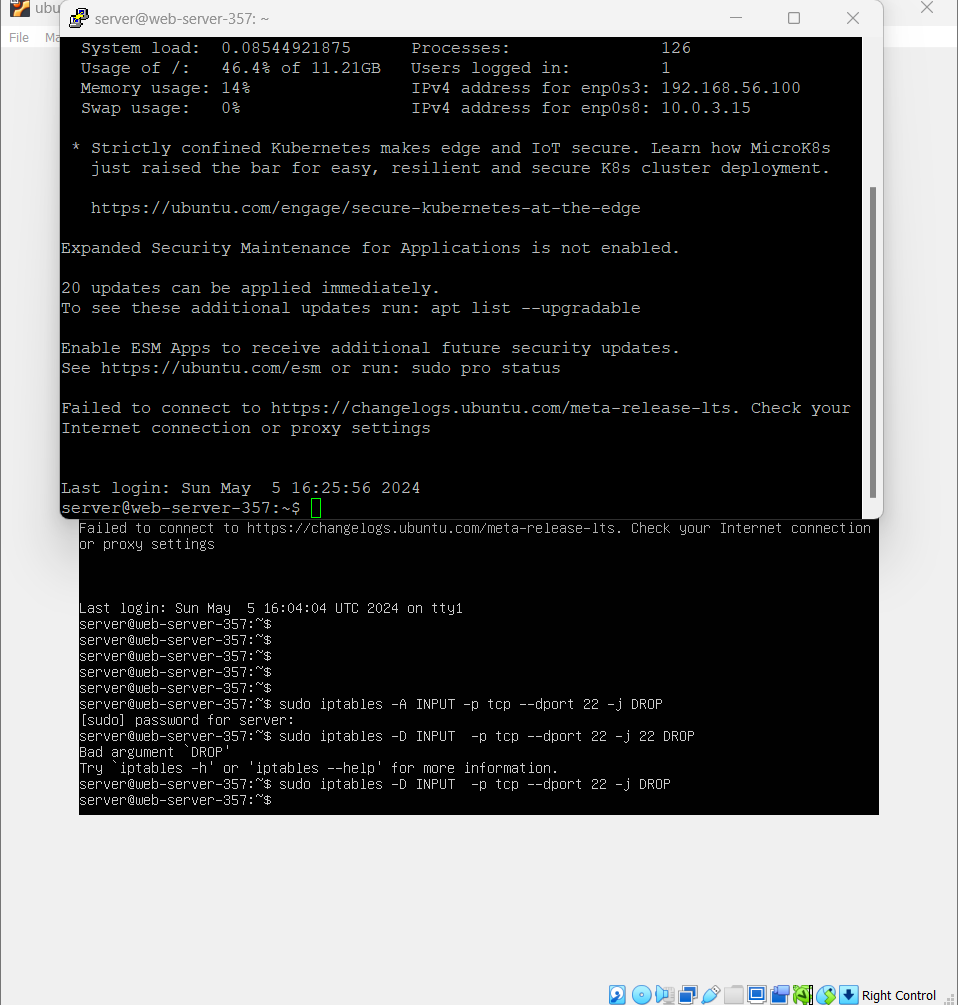 ubu
server@web-server-357: ~
File Ma
System load: 0.08544921875 Processes: 126
Usage of /: 46.4% of 11.21GB Users logged in: 1
Memory usage: 14% IPv4 address for enp0s3: 192.168.56.100
Swap usage: 0% IPv4 address for enp0s8: 10.0.3.15
* Strictly confined Kubernetes makes edge and IoT secure. Learn how MicroK8s
just raised the bar for easy, resilient and secure K8s cluster deployment.
https://ubuntu.com/engage/secure-kubernetes-at-the-edge
Expanded Security Maintenance for Applications is not enabled.
20 updates can be applied immediately.
To see these additional updates run: apt list --upgradable
Enable ESM Apps to receive additional future security updates.
See https://ubuntu.com/esm or run: sudo pro status
Failed to connect to https://changelogs.ubuntu.com/meta-release-lts. Check your
Internet connection or proxy settings
Last login: Sun May  5 16:25:56 2024
server@web-server-357:~$
Failed to connect to https://changelogs.ubuntu.com/meta-release-lts. Check your Internet connection
or proxy settings
Last login: Sun May  5 16:04:04 UTC 2024 on tty1
server@web-server-357:~$
server@web-server-357:~$
server@web-server-357:~$
server@web-server-357:~$
server@web-server-357:~$
server@web-server-357:~$ sudo iptables -A INPUT -p tcp --dport 22 -j DROP
[sudo] password for server:
server@web-server-357:~$ sudo iptables -D INPUT  -p tcp --dport 22 -j 22 DROP
Bad argument `DROP'
Try `iptables -h' or 'iptables --help' for more information.
server@web-server-357:~$ sudo iptables -D INPUT  -p tcp --dport 22 -j DROP
server@web-server-357:~$
Right Control